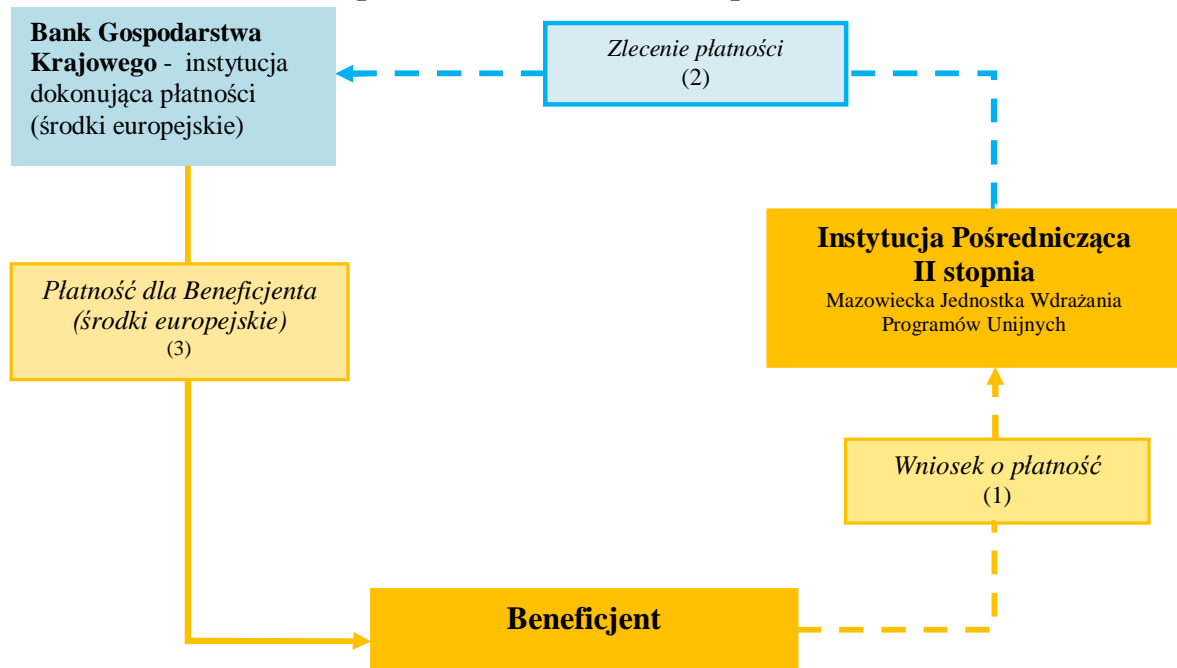 Bank Gospodarstwa
Krajowego - instytucja
dokonująca płatności
(środki europejskie)
Zlecenie płatności
(2)
Instytucja Pośrednicząca
II stopnia
Mazowiecka Jednostka Wdrażania
Programów Unijnych
Płatność dla Beneficjenta
(środki europejskie)
(3)
Wniosek o płatność
(1)
Beneficjent